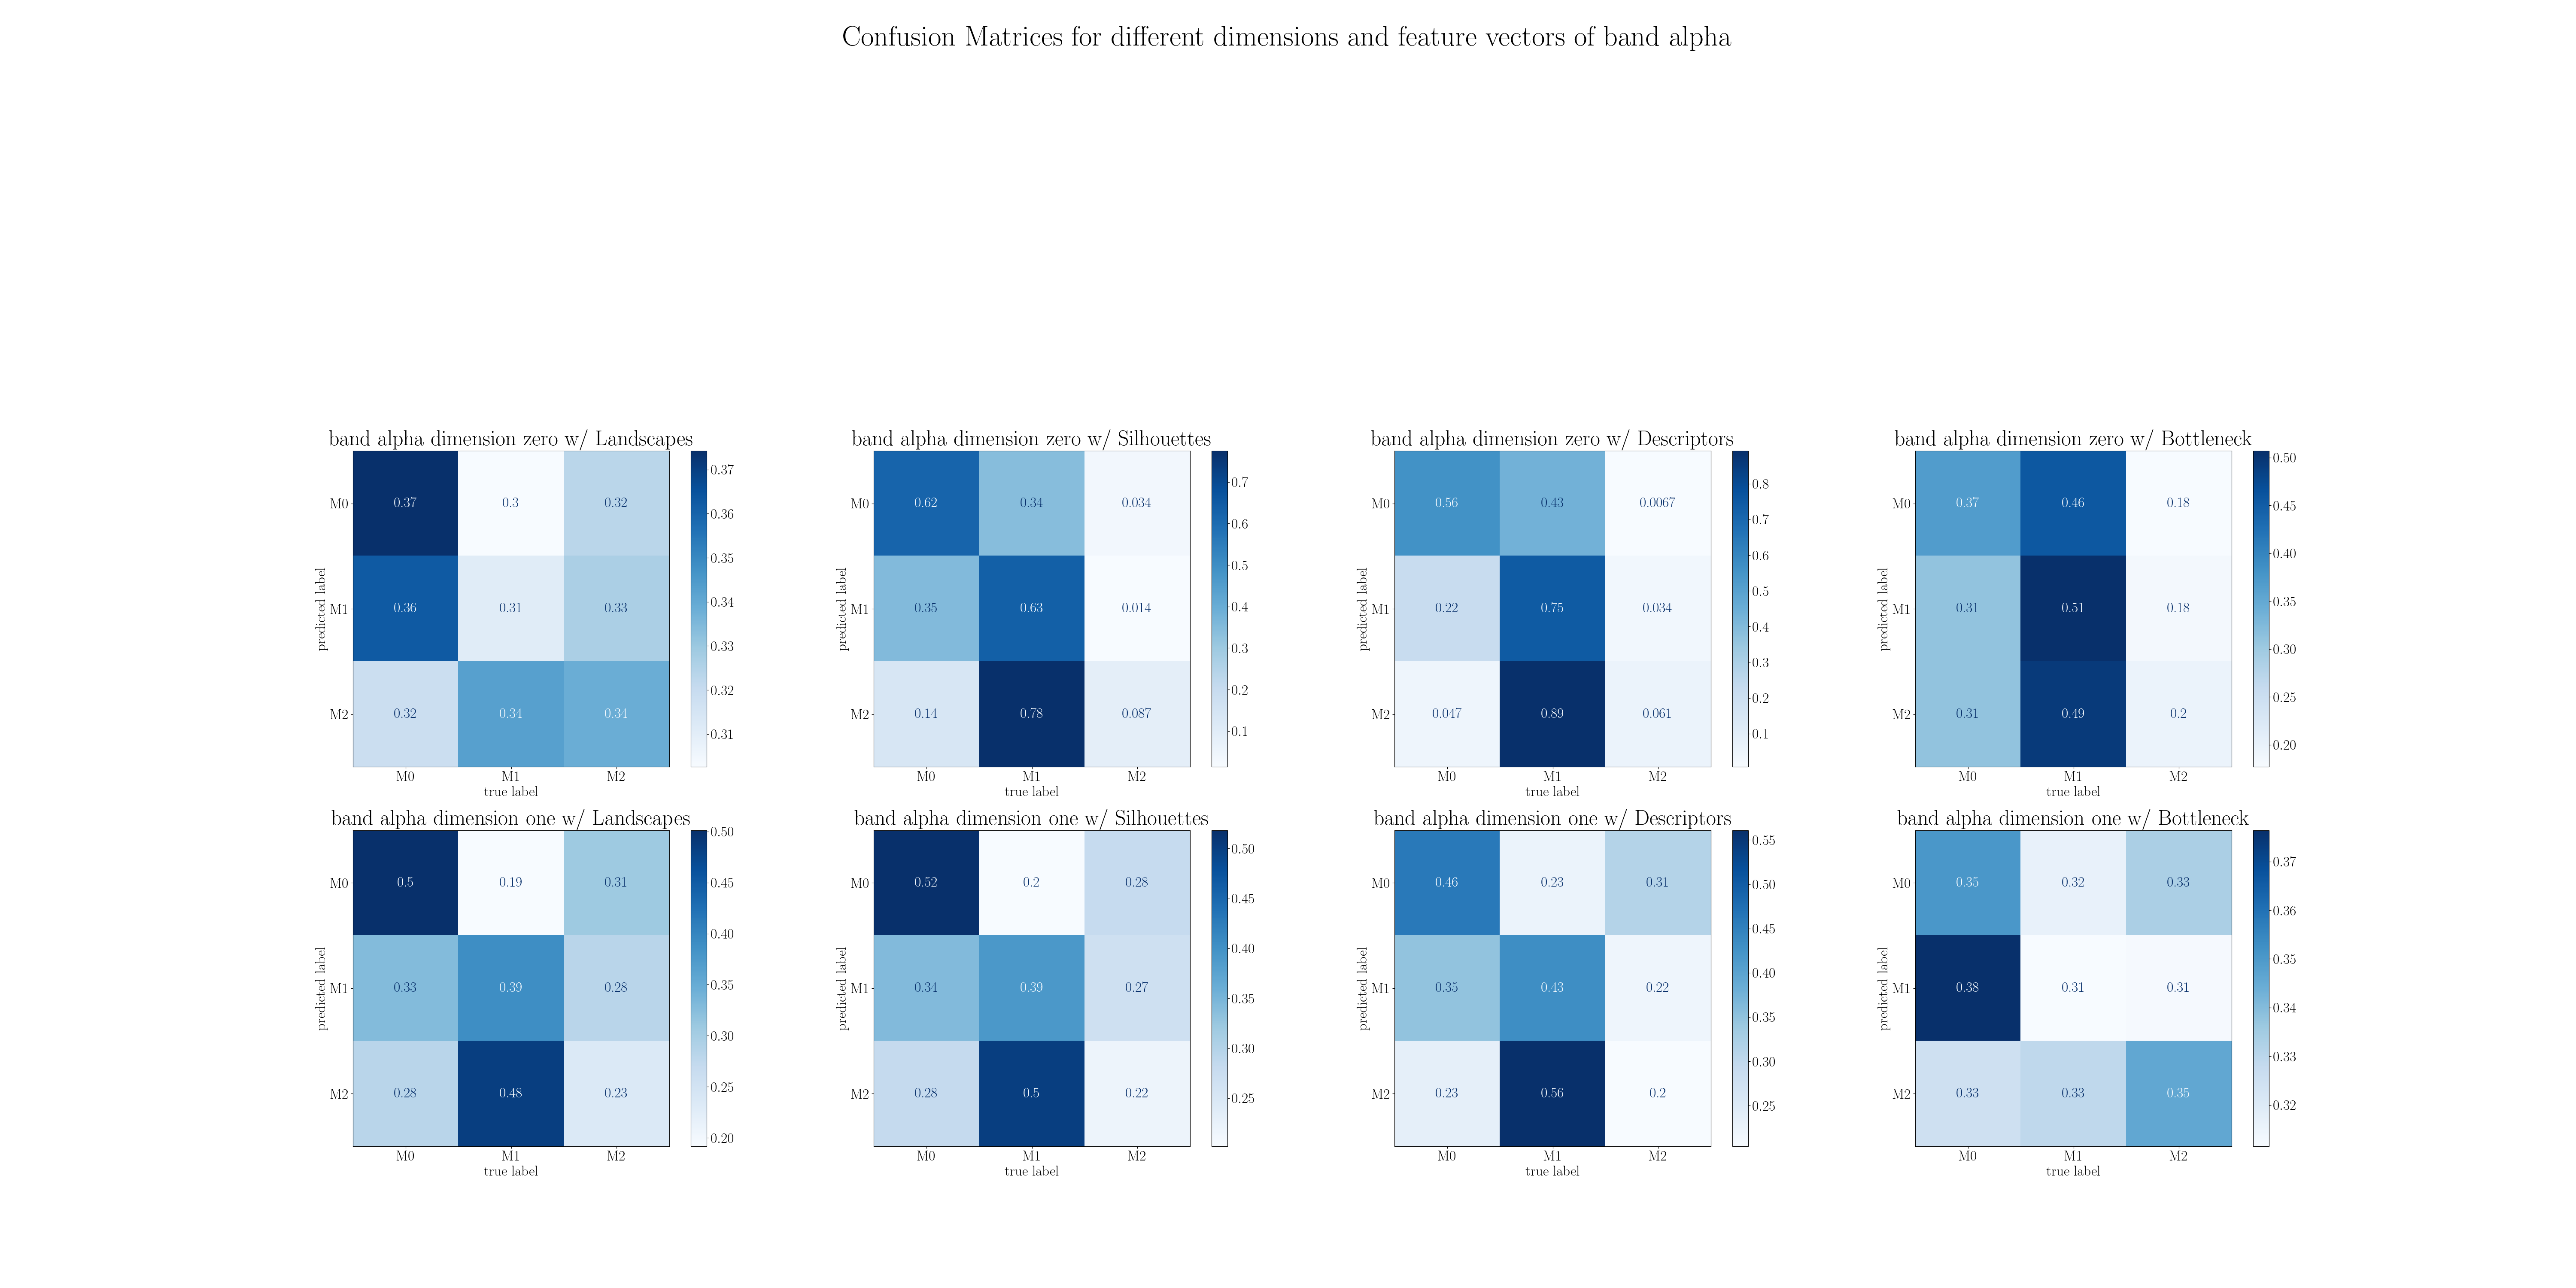 Confusion Matrices for different dimensions and feature vectors of band alpha
band alpha dimension zero w/ Landscapes
predicted label
M0 0.37 0.3 0.32
M1 0.36 0.31 0.33
M2 0.32 0.34 0.34
M0 M1 M2
true label
0.37
0.36
0.35
0.34
0.33
0.32
0.31
band alpha dimension zero w/ Silhouettes
predicted label
M0 0.62 0.34 0.034
M1 0.35 0.63 0.014
M2 0.14 0.78 0.087
M0 M1 M2
true label
0.7
0.6
0.5
0.4
0.3
0.2
0.1
band alpha dimension zero w/ Descriptors
predicted label
M0 0.56 0.43 0.0067
M1 0.22 0.75 0.034
M2 0.047 0.89 0.061
M0 M1 M2
true label
0.8
0.7
0.6
0.5
0.4
0.3
0.2
0.1
band alpha dimension zero w/ Bottleneck
predicted label
M0 0.37 0.46 0.18
M1 0.31 0.51 0.18
M2 0.31 0.49 0.2
M0 M1 M2
true label
0.50
0.45
0.40
0.35
0.30
0.25
0.20
band alpha dimension one w/ Landscapes
predicted label
M0 0.5 0.19 0.31
M1 0.33 0.39 0.28
M2 0.28 0.48 0.23
M0 M1 M2
true label
0.50
0.45
0.40
0.35
0.30
0.25
0.20
band alpha dimension one w/ Silhouettes
predicted label
M0 0.52 0.2 0.28
M1 0.34 0.39 0.27
M2 0.28 0.5 0.22
M0 M1 M2
true label
0.50
0.45
0.40
0.35
0.30
0.25
band alpha dimension one w/ Descriptors
predicted label
M0 0.46 0.23 0.31
M1 0.35 0.43 0.22
M2 0.23 0.56 0.2
M0 M1 M2
true label
0.55
0.50
0.45
0.40
0.35
0.30
0.25
band alpha dimension one w/ Bottleneck
predicted label
M0 0.35 0.32 0.33
M1 0.38 0.31 0.31
M2 0.33 0.33 0.35
M0 M1 M2
true label
0.37
0.36
0.35
0.34
0.33
0.32